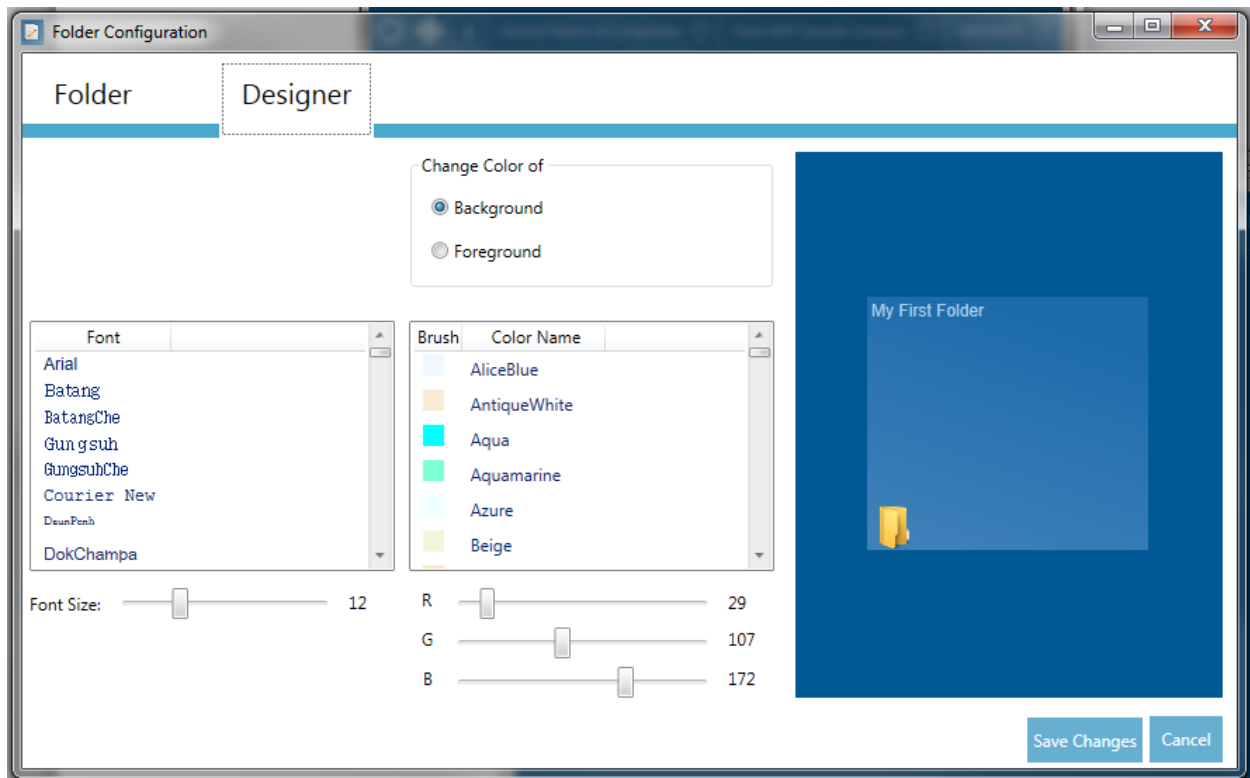 Folder Configuration
Folder
Designer
Change Color of
Background
Foreground
Font
Arial
Batang
BatangChe
Gungsuh
GungsuhChe
Courier New
DaunPenh
DokChampa
Font Size: 12
Brush Color Name
AliceBlue
AntiqueWhite
Aqua
Aquamarine
Azure
Beige
R 29
G 107
B 172
My First Folder
Save Changes
Cancel